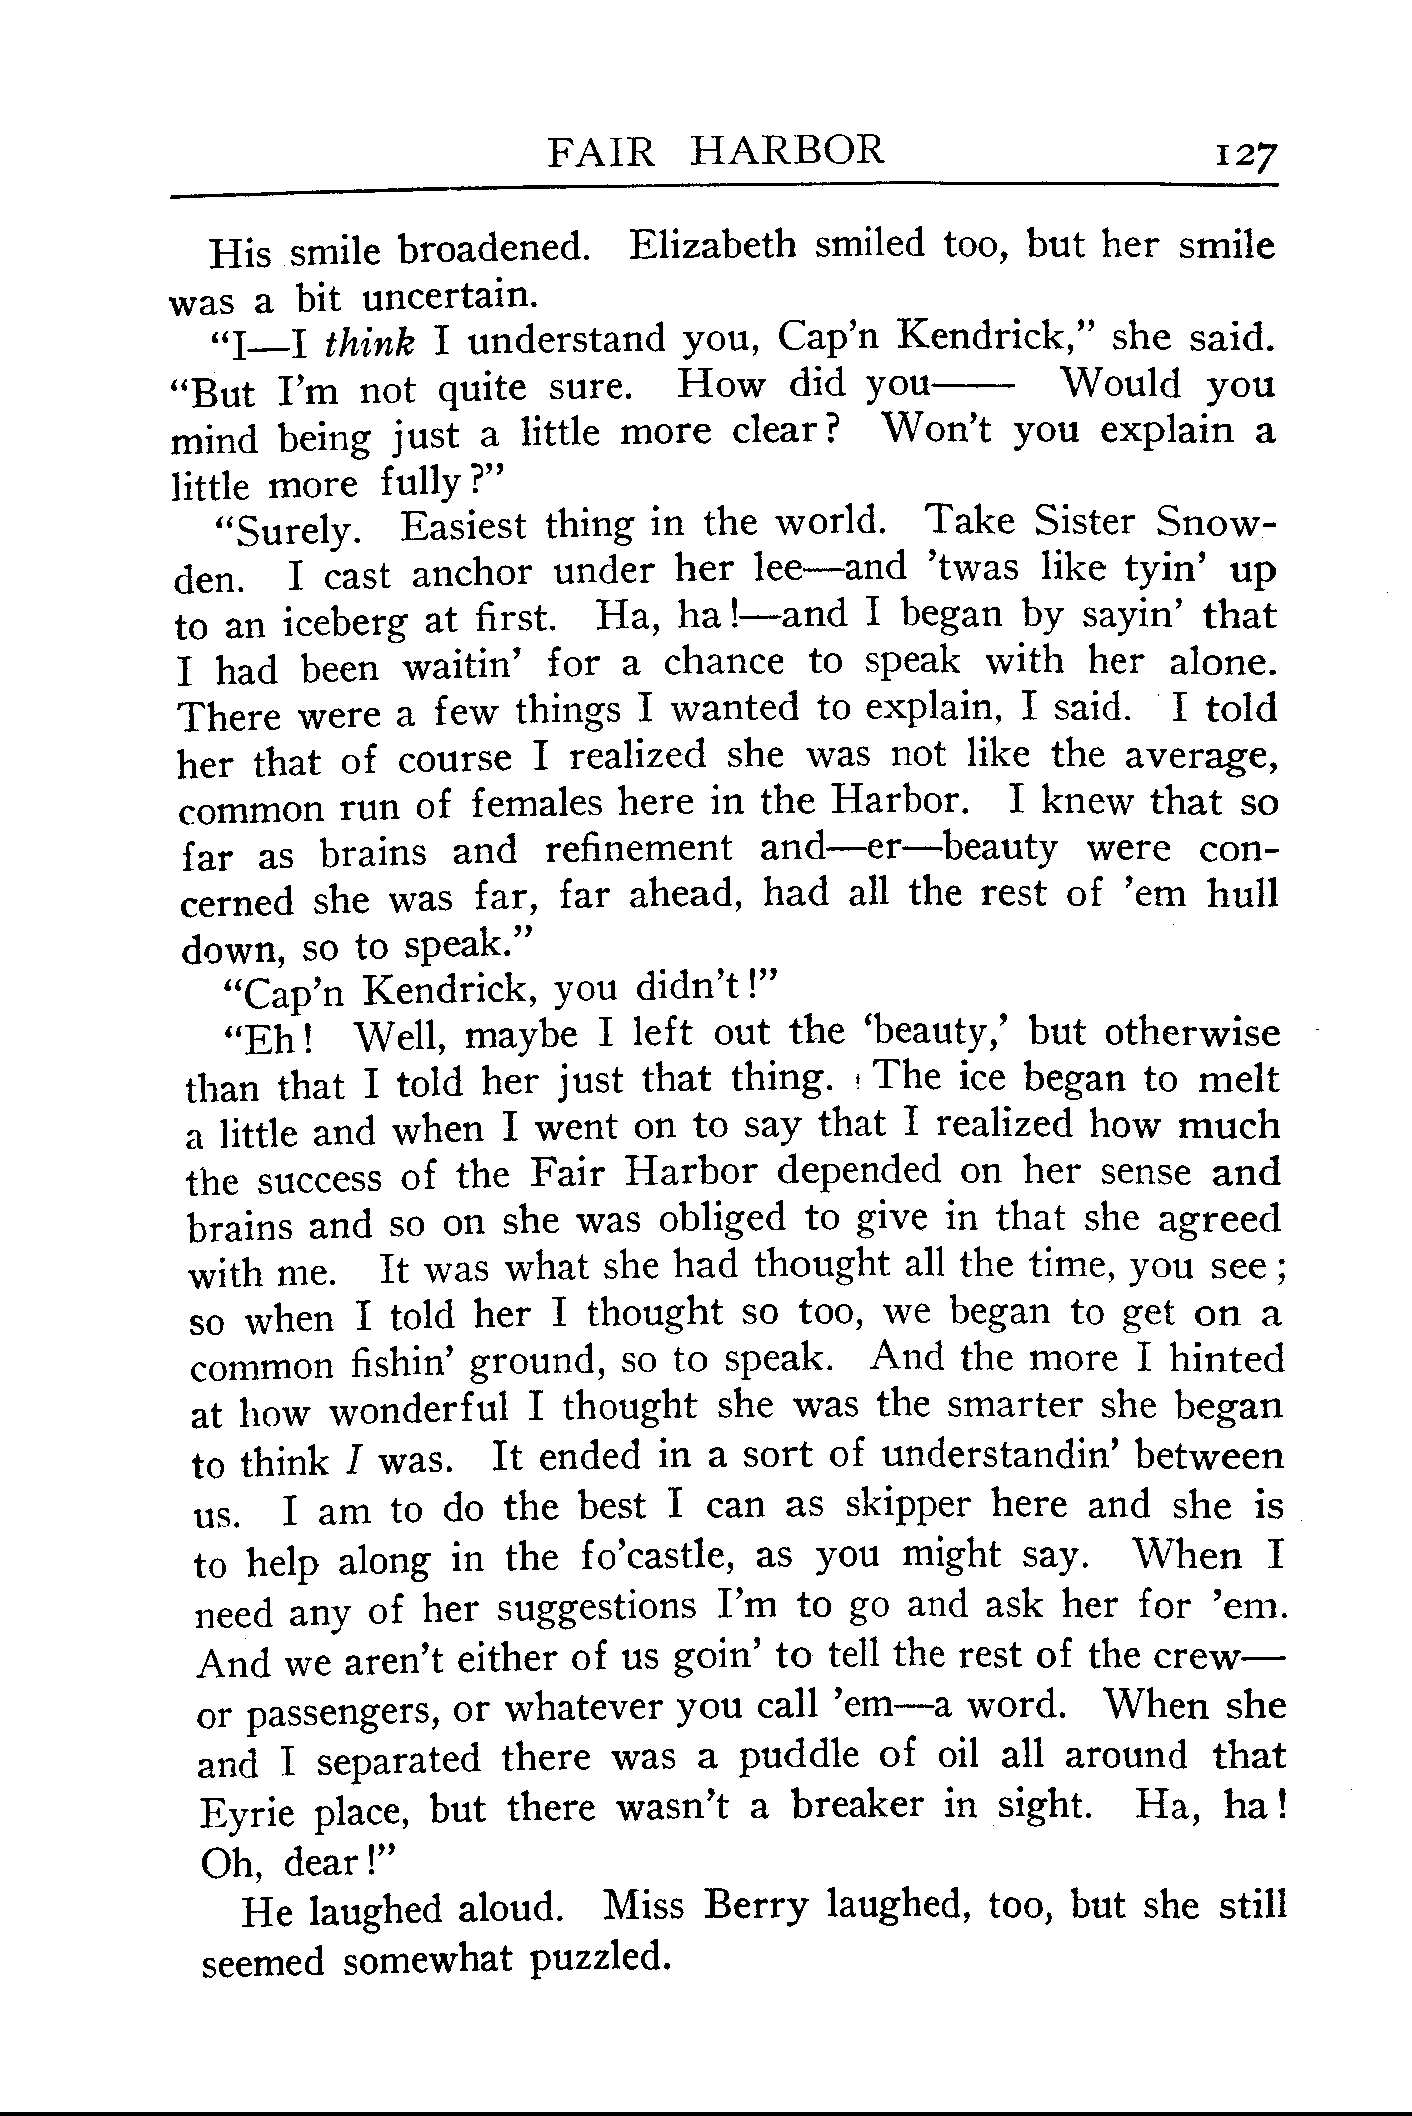 FAIR HARBOR 127
His smile broadened. Elizabeth smiled too, but her smile
was a bit uncertain.
“I—I think I understand you, Cap’n Kendrick,” she said.
“But I’m not quite sure. How did you—— Would you
mind being just a little more clear? Won’t you explain a
little more fully?”
“Surely. Easiest thing in the world. Take Sister Snow-
den. I cast anchor under her lee—and ’twas like tyin’ up
to an iceberg at first. Ha, ha!—and I began by sayin’ that
I had been waitin’ for a chance to speak with her alone.
There were a few things I wanted to explain, I said. I told
her that of course I realized she was not like the average,
common run of females here in the Harbor. I knew that so
far as brains and refinement and—er—beauty were con-
cerned she was far, far ahead, had all the rest of ’em hull
down, so to speak.”
“Cap’n Kendrick, you didn’t!”
“Eh! Well, maybe I left out the ‘beauty,’ but otherwise
than that I told her just that thing. The ice began to melt
a little and when I went on to say that I realized how much
the success of the Fair Harbor depended on her sense and
brains and so on she was obliged to give in that she agreed
with me. It was what she had thought all the time, you see;
so when I told her I thought so too, we began to get on a
common fishin’ ground, so to speak. And the more I hinted
at how wonderful I thought she was the smarter she began
to think I was. It ended in a sort of understandin’ between
us. I am to do the best I can as skipper here and she is
to help along in the fo’castle, as you might say. When I
need any of her suggestions I’m to go and ask her for ’em.
And we aren’t either of us goin’ to tell the rest of the crew—
or passengers, or whatever you call ’em—a word. When she
and I separated there was a puddle of oil all around that
Eyrie place, but there wasn’t a breaker in sight. Ha, ha!
Oh, dear!”
He laughed aloud. Miss Berry laughed, too, but she still
seemed somewhat puzzled.